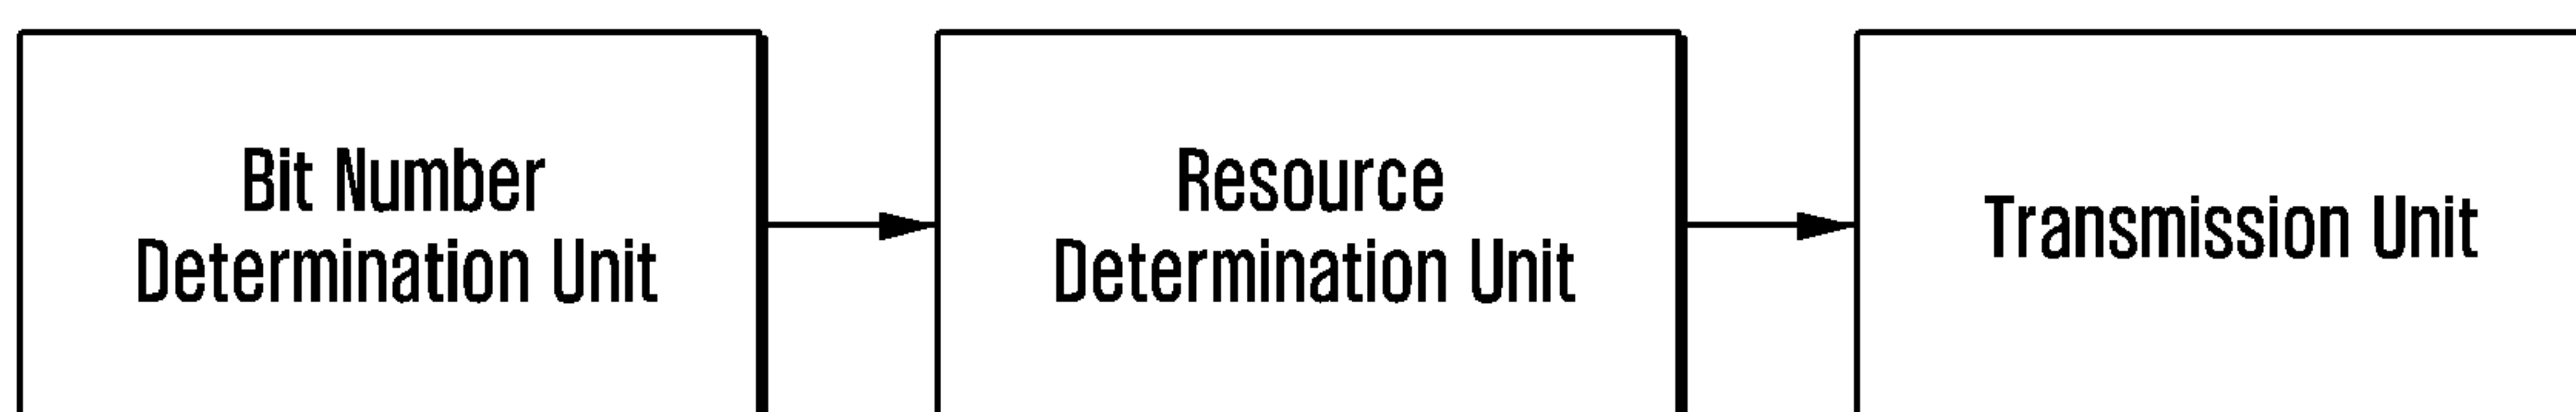 Bit Number
Determination Unit
Resource
Determination Unit
Transmission Unit